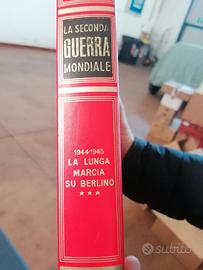 LA SECONDA
GUERRA
MONDIALE
1944-1945
LA LUNGA
MARCIA
SU BERLINO
***
subito